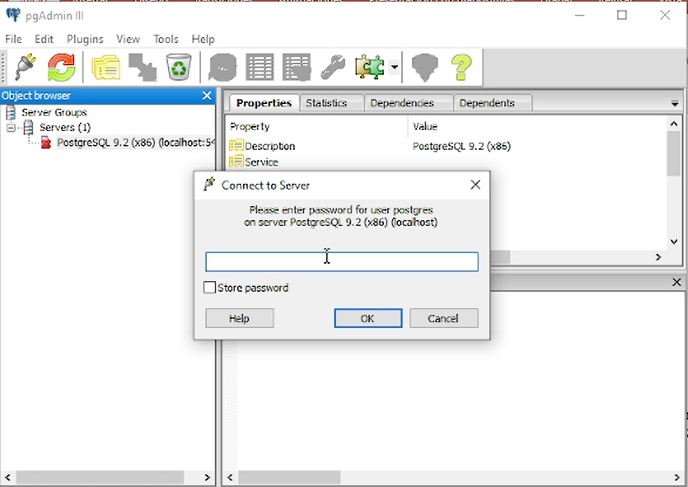 pgAdmin III
File Edit Plugins View Tools Help
Object browser
Server Groups
Servers (1)
PostgreSQL 9.2 (x86) (localhost:54
Properties Statistics Dependencies Dependents
Property Value
Description PostgreSQL 9.2 (x86)
Service
Connect to Server
Please enter password for user postgres
on server PostgreSQL 9.2 (x86) (localhost)
Store password
Help OK Cancel